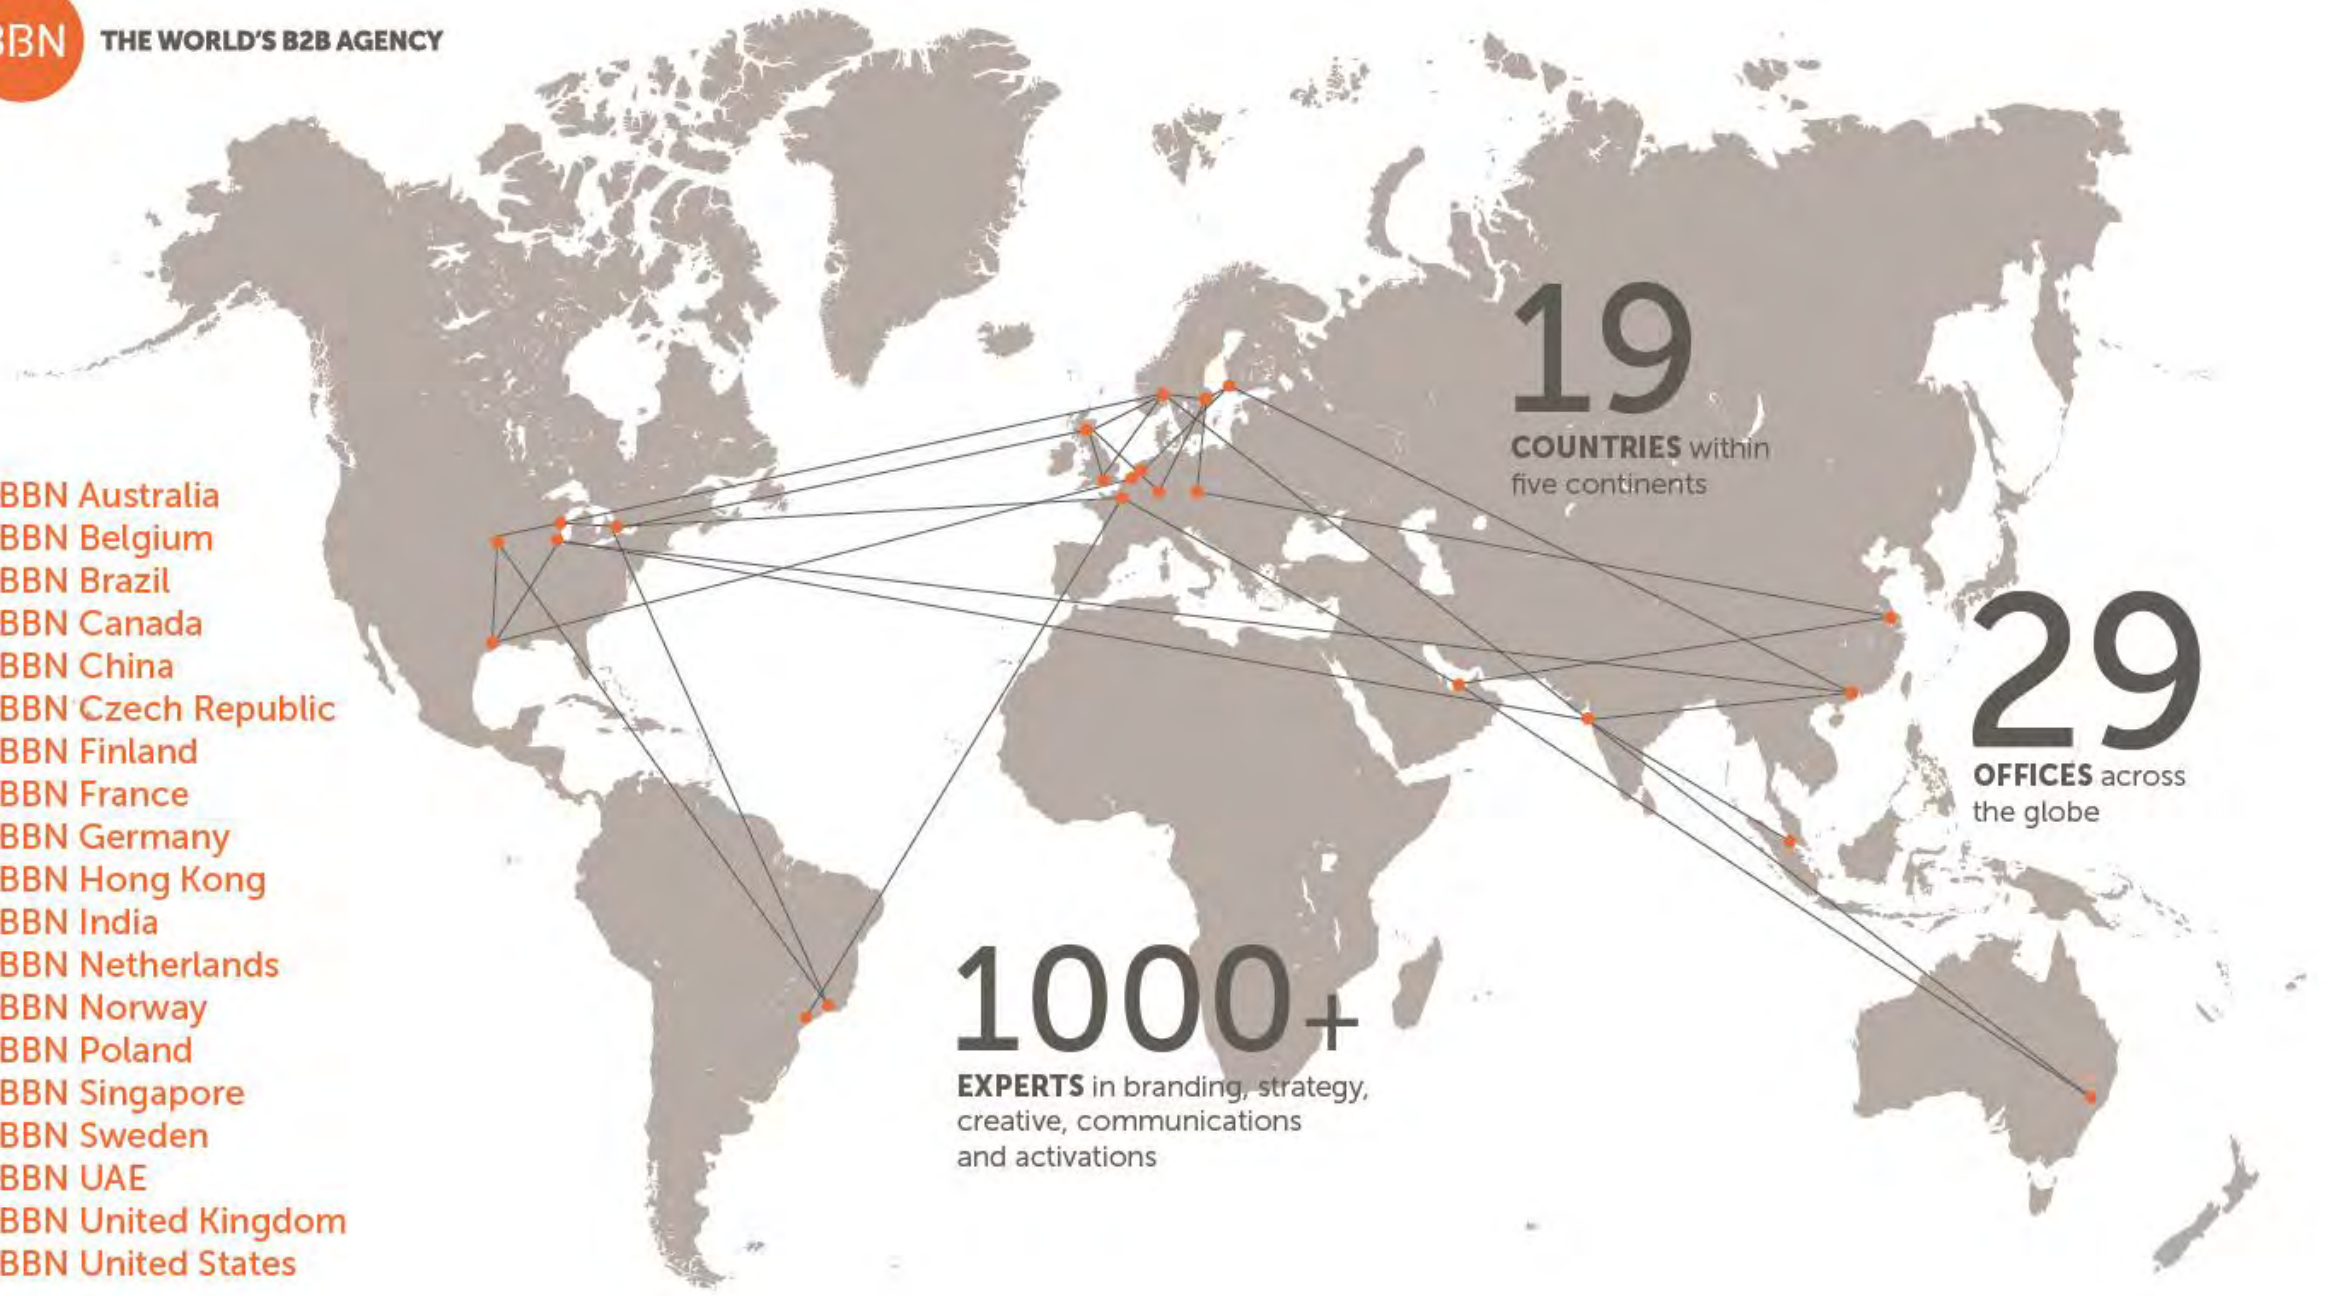 BBN THE WORLD'S B2B AGENCY
19
COUNTRIES within
five continents
BBN Australia
BBN Belgium
BBN Brazil
BBN Canada
BBN China
BBN Czech Republic
BBN Finland
BBN France
BBN Germany
BBN Hong Kong
BBN India
BBN Netherlands
BBN Norway
BBN Poland
BBN Singapore
BBN Sweden
BBN UAE
BBN United Kingdom
BBN United States
29
OFFICES across
the globe
1000+
EXPERTS in branding, strategy,
creative, communications
and activations